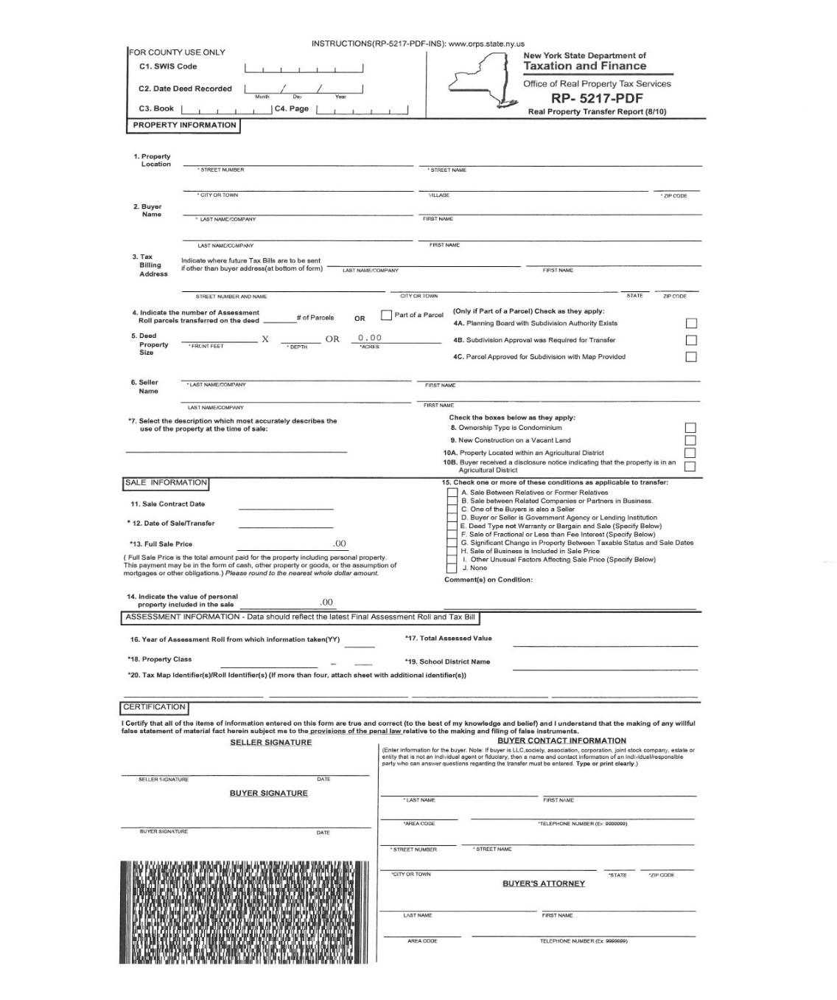 INSTRUCTIONS(RP-5217-PDF-INS): www.orps.state.ny.us
FOR COUNTY USE ONLY
C1. SWIS Code
C2. Date Deed Recorded
Month Day Year
C3. Book C4. Page
New York State Department of
Taxation and Finance
Office of Real Property Tax Services
RP- 5217-PDF
Real Property Transfer Report (8/10)
PROPERTY INFORMATION
1. Property
Location
* STREET NUMBER * STREET NAME
* CITY OR TOWN VILLAGE * ZIP CODE
2. Buyer
Name
* LAST NAME/COMPANY FIRST NAME
LAST NAME/COMPANY FIRST NAME
3. Tax
Billing
Address
Indicate where future Tax Bills are to be sent
if other than buyer address(at bottom of form)
LAST NAME/COMPANY FIRST NAME
STREET NUMBER AND NAME CITY OR TOWN STATE ZIP CODE
4. Indicate the number of Assessment
Roll parcels transferred on the deed # of Parcels OR Part of a Parcel
(Only if Part of a Parcel) Check as they apply:
4A. Planning Board with Subdivision Authority Exists
4B. Subdivision Approval was Required for Transfer
4C. Parcel Approved for Subdivision with Map Provided
5. Deed
Property
Size
X OR 0.00
* FRONT FEET * DEPTH *ACRES
6. Seller
Name
* LAST NAME/COMPANY FIRST NAME
LAST NAME/COMPANY FIRST NAME
*7. Select the description which most accurately describes the
use of the property at the time of sale:
Check the boxes below as they apply:
8. Ownership Type is Condominium
9. New Construction on a Vacant Land
10A. Property Located within an Agricultural District
10B. Buyer received a disclosure notice indicating that the property is in an
Agricultural District
SALE INFORMATION
11. Sale Contract Date
* 12. Date of Sale/Transfer
*13. Full Sale Price .00
( Full Sale Price is the total amount paid for the property including personal property.
This payment may be in the form of cash, other property or goods, or the assumption of
mortgages or other obligations.) Please round to the nearest whole dollar amount.
14. Indicate the value of personal
property included in the sale .00
15. Check one or more of these conditions as applicable to transfer:
A. Sale Between Relatives or Former Relatives
B. Sale between Related Companies or Partners in Business.
C. One of the Buyers is also a Seller
D. Buyer or Seller is Government Agency or Lending Institution
E. Deed Type not Warranty or Bargain and Sale (Specify Below)
F. Sale of Fractional or Less than Fee Interest (Specify Below)
G. Significant Change in Property Between Taxable Status and Sale Dates
H. Sale of Business is Included in Sale Price
I. Other Unusual Factors Affecting Sale Price (Specify Below)
J. None
Comment(s) on Condition:
ASSESSMENT INFORMATION - Data should reflect the latest Final Assessment Roll and Tax Bill
16. Year of Assessment Roll from which information taken(YY) *17. Total Assessed Value
*18. Property Class – *19. School District Name
*20. Tax Map Identifier(s)/Roll Identifier(s) (If more than four, attach sheet with additional identifier(s))
CERTIFICATION
I Certify that all of the items of information entered on this form are true and correct (to the best of my knowledge and belief) and I understand that the making of any willful
false statement of material fact herein subject me to the provisions of the penal law relative to the making and filing of false instruments.
SELLER SIGNATURE
SELLER SIGNATURE DATE
BUYER SIGNATURE
BUYER SIGNATURE DATE
BUYER CONTACT INFORMATION
(Enter information for the buyer. Note: If buyer is LLC,society, association, corporation, joint stock company, estate or
entity that is not an individual agent or fiduciary, then a name and contact information of an individual/responsible
party who can answer questions regarding the transfer must be entered. Type or print clearly.)
* LAST NAME FIRST NAME
*AREA CODE *TELEPHONE NUMBER (Ex: 9999999)
* STREET NUMBER * STREET NAME
*CITY OR TOWN *STATE *ZIP CODE
BUYER'S ATTORNEY
LAST NAME FIRST NAME
AREA CODE TELEPHONE NUMBER (Ex: 9999999)